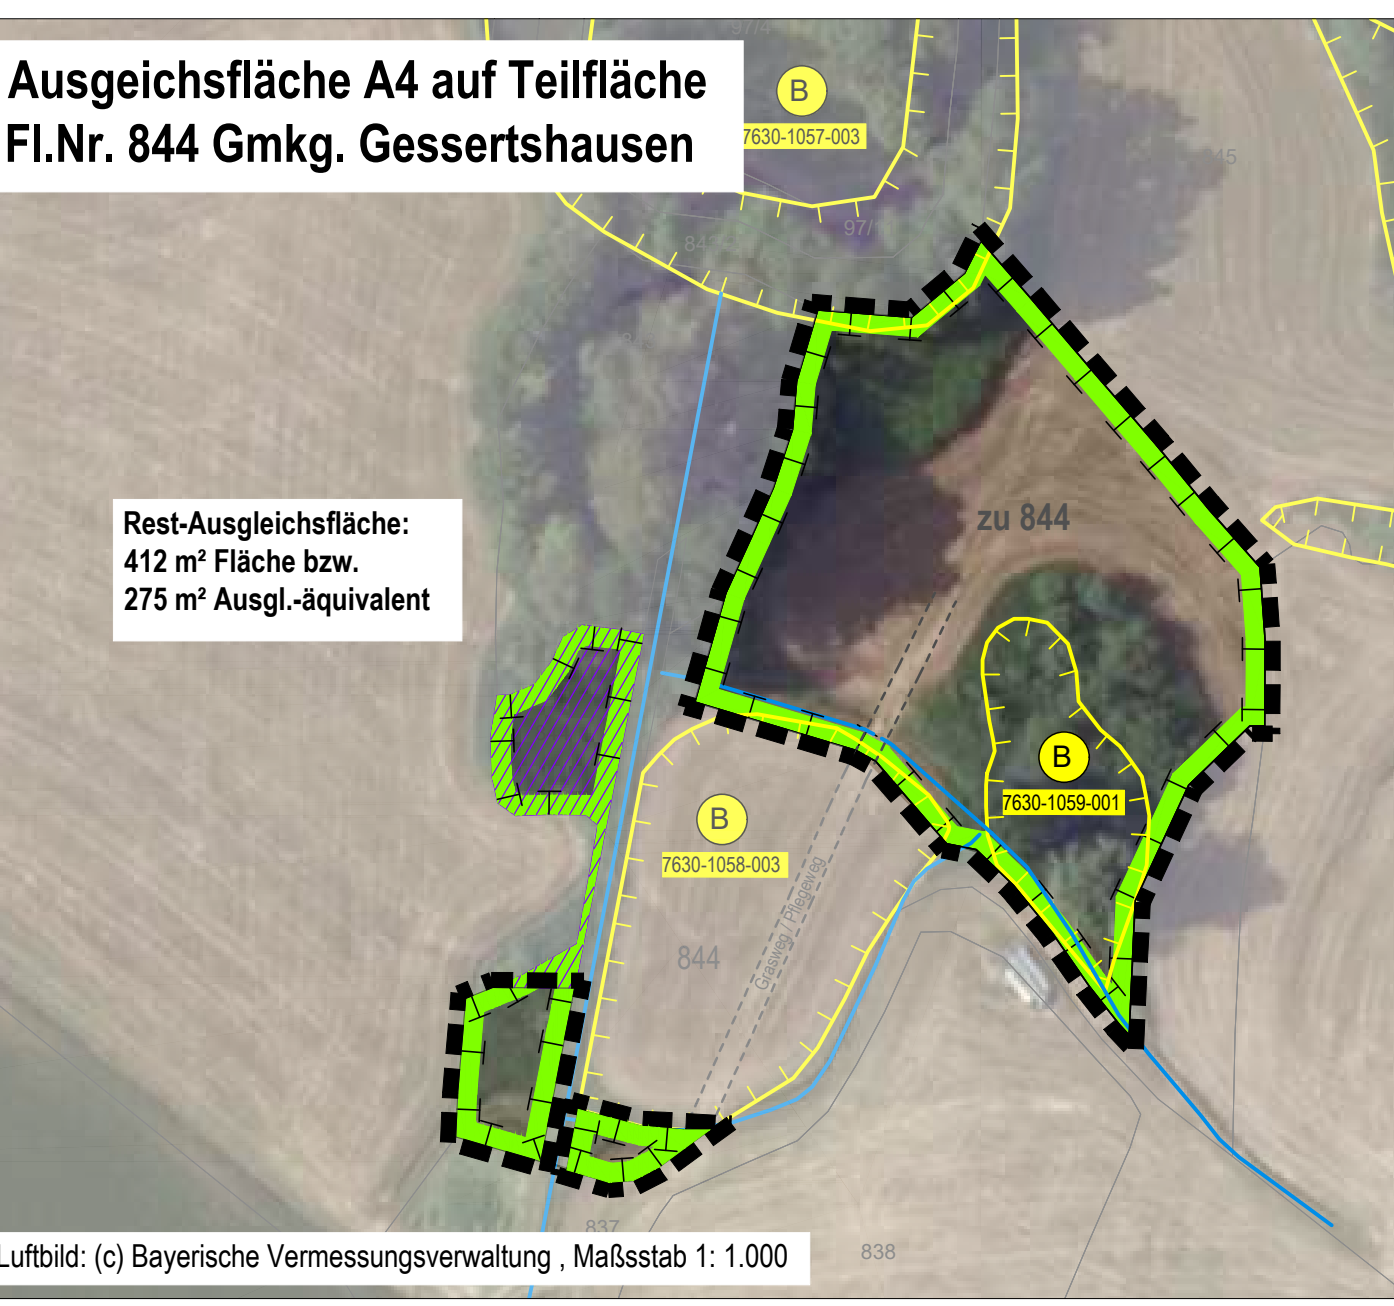 Ausgeichsfläche A4 auf Teilfläche
Fl.Nr. 844 Gmkg. Gessertshausen
97/4
B
7630-1057-003
97/
zu 844
Rest-Ausgleichsfläche:
412 m² Fläche bzw.
275 m² Ausgl.-äquivalent
B
7630-1059-001
B
7630-1058-003
Grasweg / Pflegeweg
844
837
838
Luftbild: (c) Bayerische Vermessungsverwaltung , Maßsstab 1: 1.000